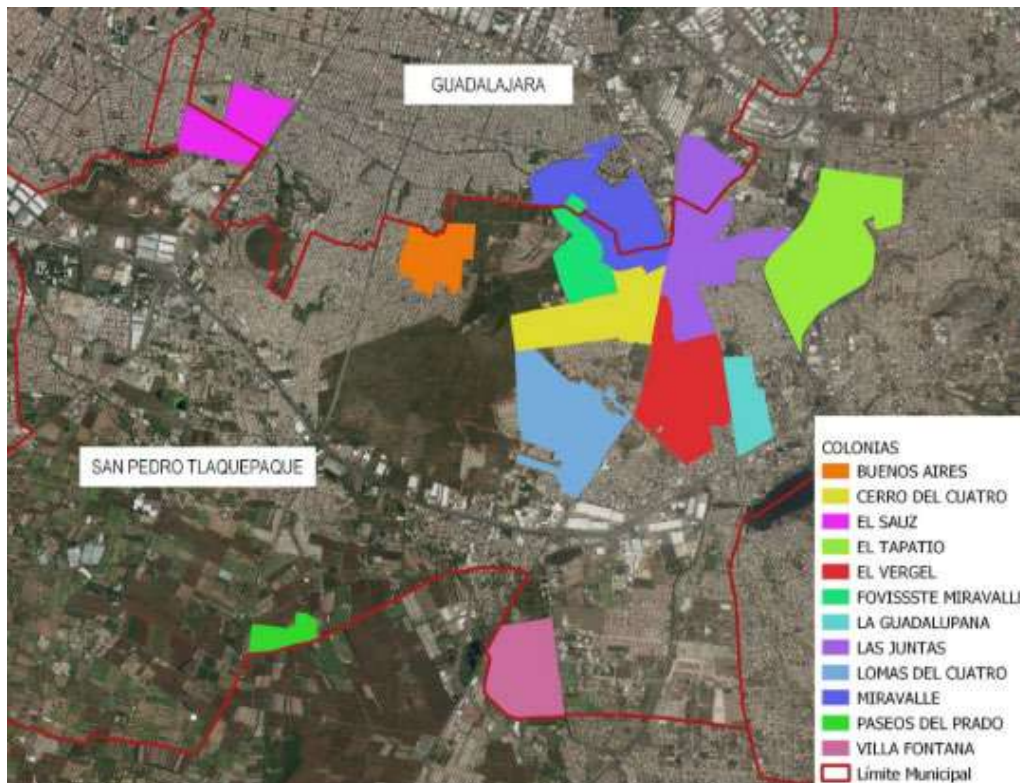 GUADALAJARA
SAN PEDRO TLAQUEPAQUE
COLONIAS
BUENOS AIRES
CERRO DEL CUATRO
EL SAUZ
EL TAPATIO
EL VERGEL
FOVISSSTE MIRAVALLE
LA GUADALUPANA
LAS JUNTAS
LOMAS DEL CUATRO
MIRAVALLE
PASEOS DEL PRADO
VILLA FONTANA
Límite Municipal